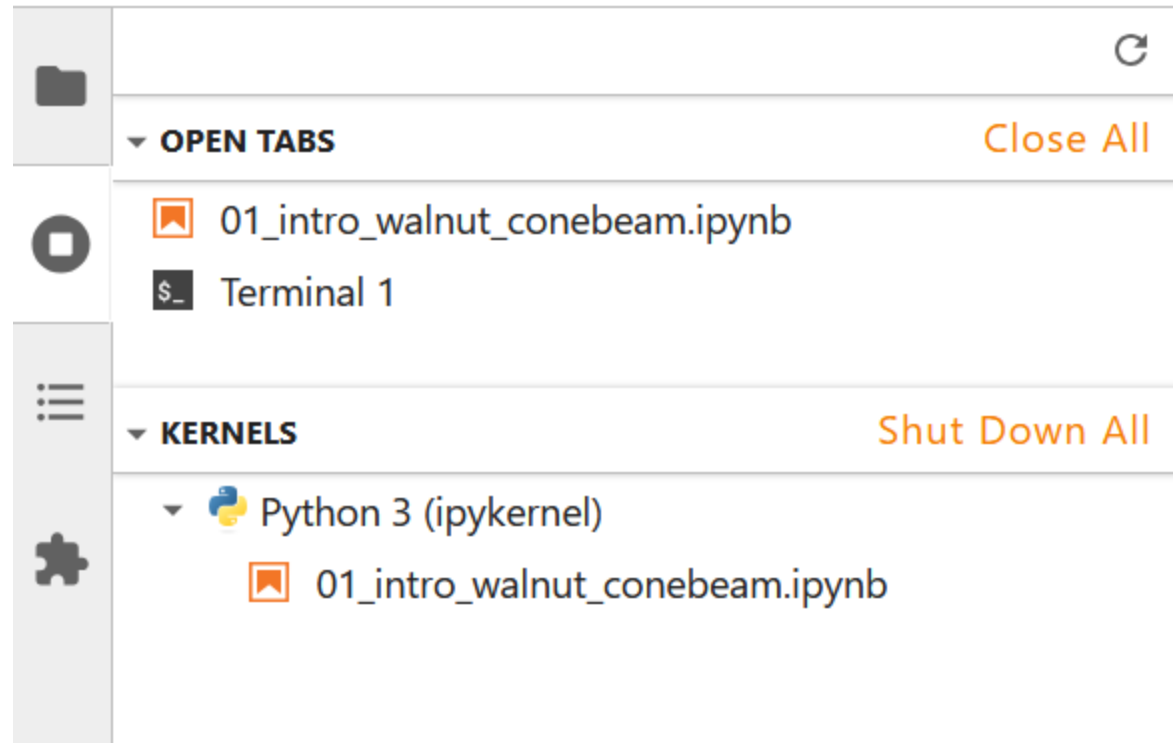 OPEN TABS Close All
01_intro_walnut_conebeam.ipynb
$_ Terminal 1
KERNELS Shut Down All
Python 3 (ipykernel)
01_intro_walnut_conebeam.ipynb